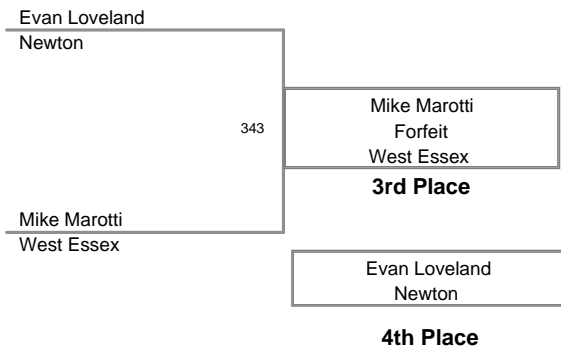 Evan Loveland
Newton
343
Mike Marotti
Forfeit
West Essex
3rd Place
Mike Marotti
West Essex
Evan Loveland
Newton
4th Place